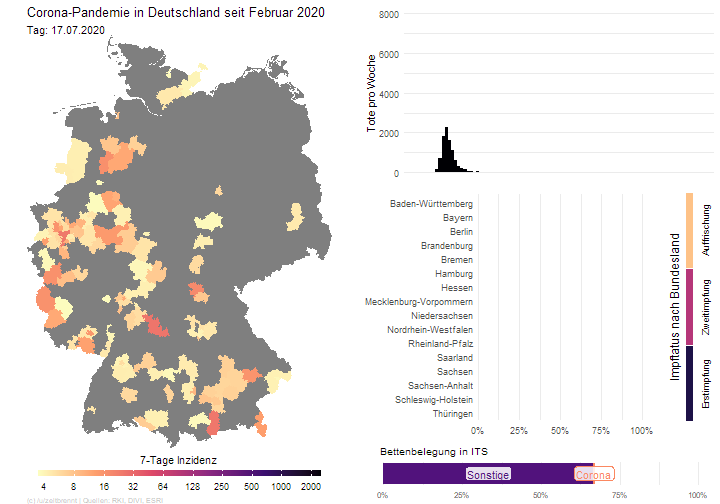 Corona-Pandemie in Deutschland seit Februar 2020
Tag: 17.07.2020
7-Tage Inzidenz
4 8 16 32 64 128 250 500 1000 2000
(c) /u/zeitbrennt | Quellen: RKI, DIVI, ESRI
Tote pro Woche
8000
6000
4000
2000
0
Baden-Württemberg
Bayern
Berlin
Brandenburg
Bremen
Hamburg
Hessen
Mecklenburg-Vorpommern
Niedersachsen
Nordrhein-Westfalen
Rheinland-Pfalz
Saarland
Sachsen
Sachsen-Anhalt
Schleswig-Holstein
Thüringen
0% 25% 50% 75% 100%
Impfstatus nach Bundesland
Auffrischung
Zweitimpfung
Erstimpfung
Bettenbelegung in ITS
Sonstige
Corona
0% 25% 50% 75% 100%